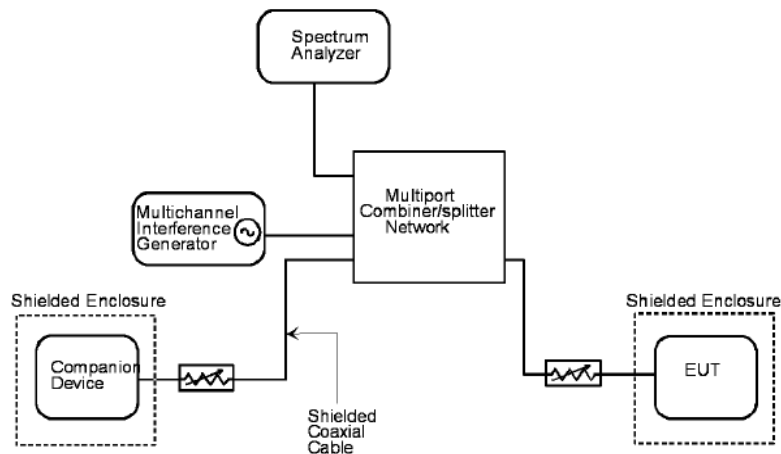 Spectrum
Analyzer
Multiport
Combiner/splitter
Network
Multichannel
Interference
Generator
Shielded Enclosure
Companion
Device
Shielded
Coaxial
Cable
Shielded Enclosure
EUT